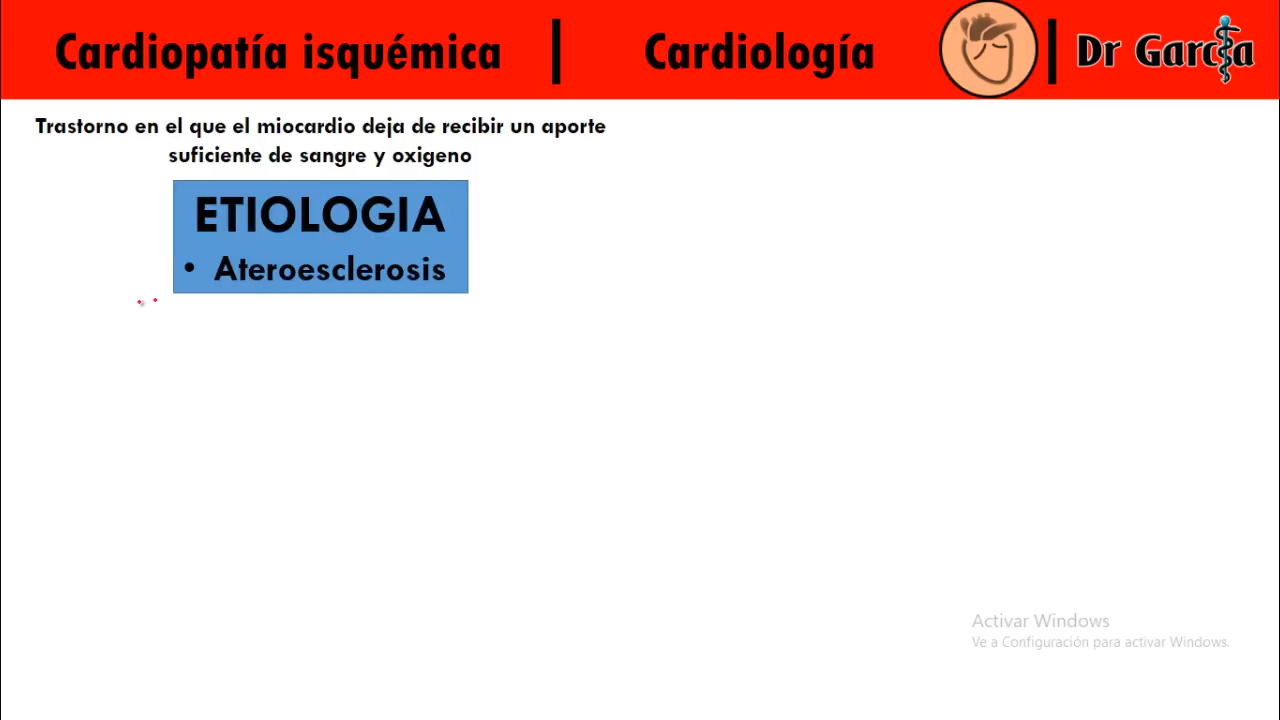 Cardiopatía isquémica | Cardiología | Dr García
Trastorno en el que el miocardio deja de recibir un aporte
suficiente de sangre y oxigeno
ETIOLOGIA
• Ateroesclerosis
Activar Windows
Ve a Configuración para activar Windows.